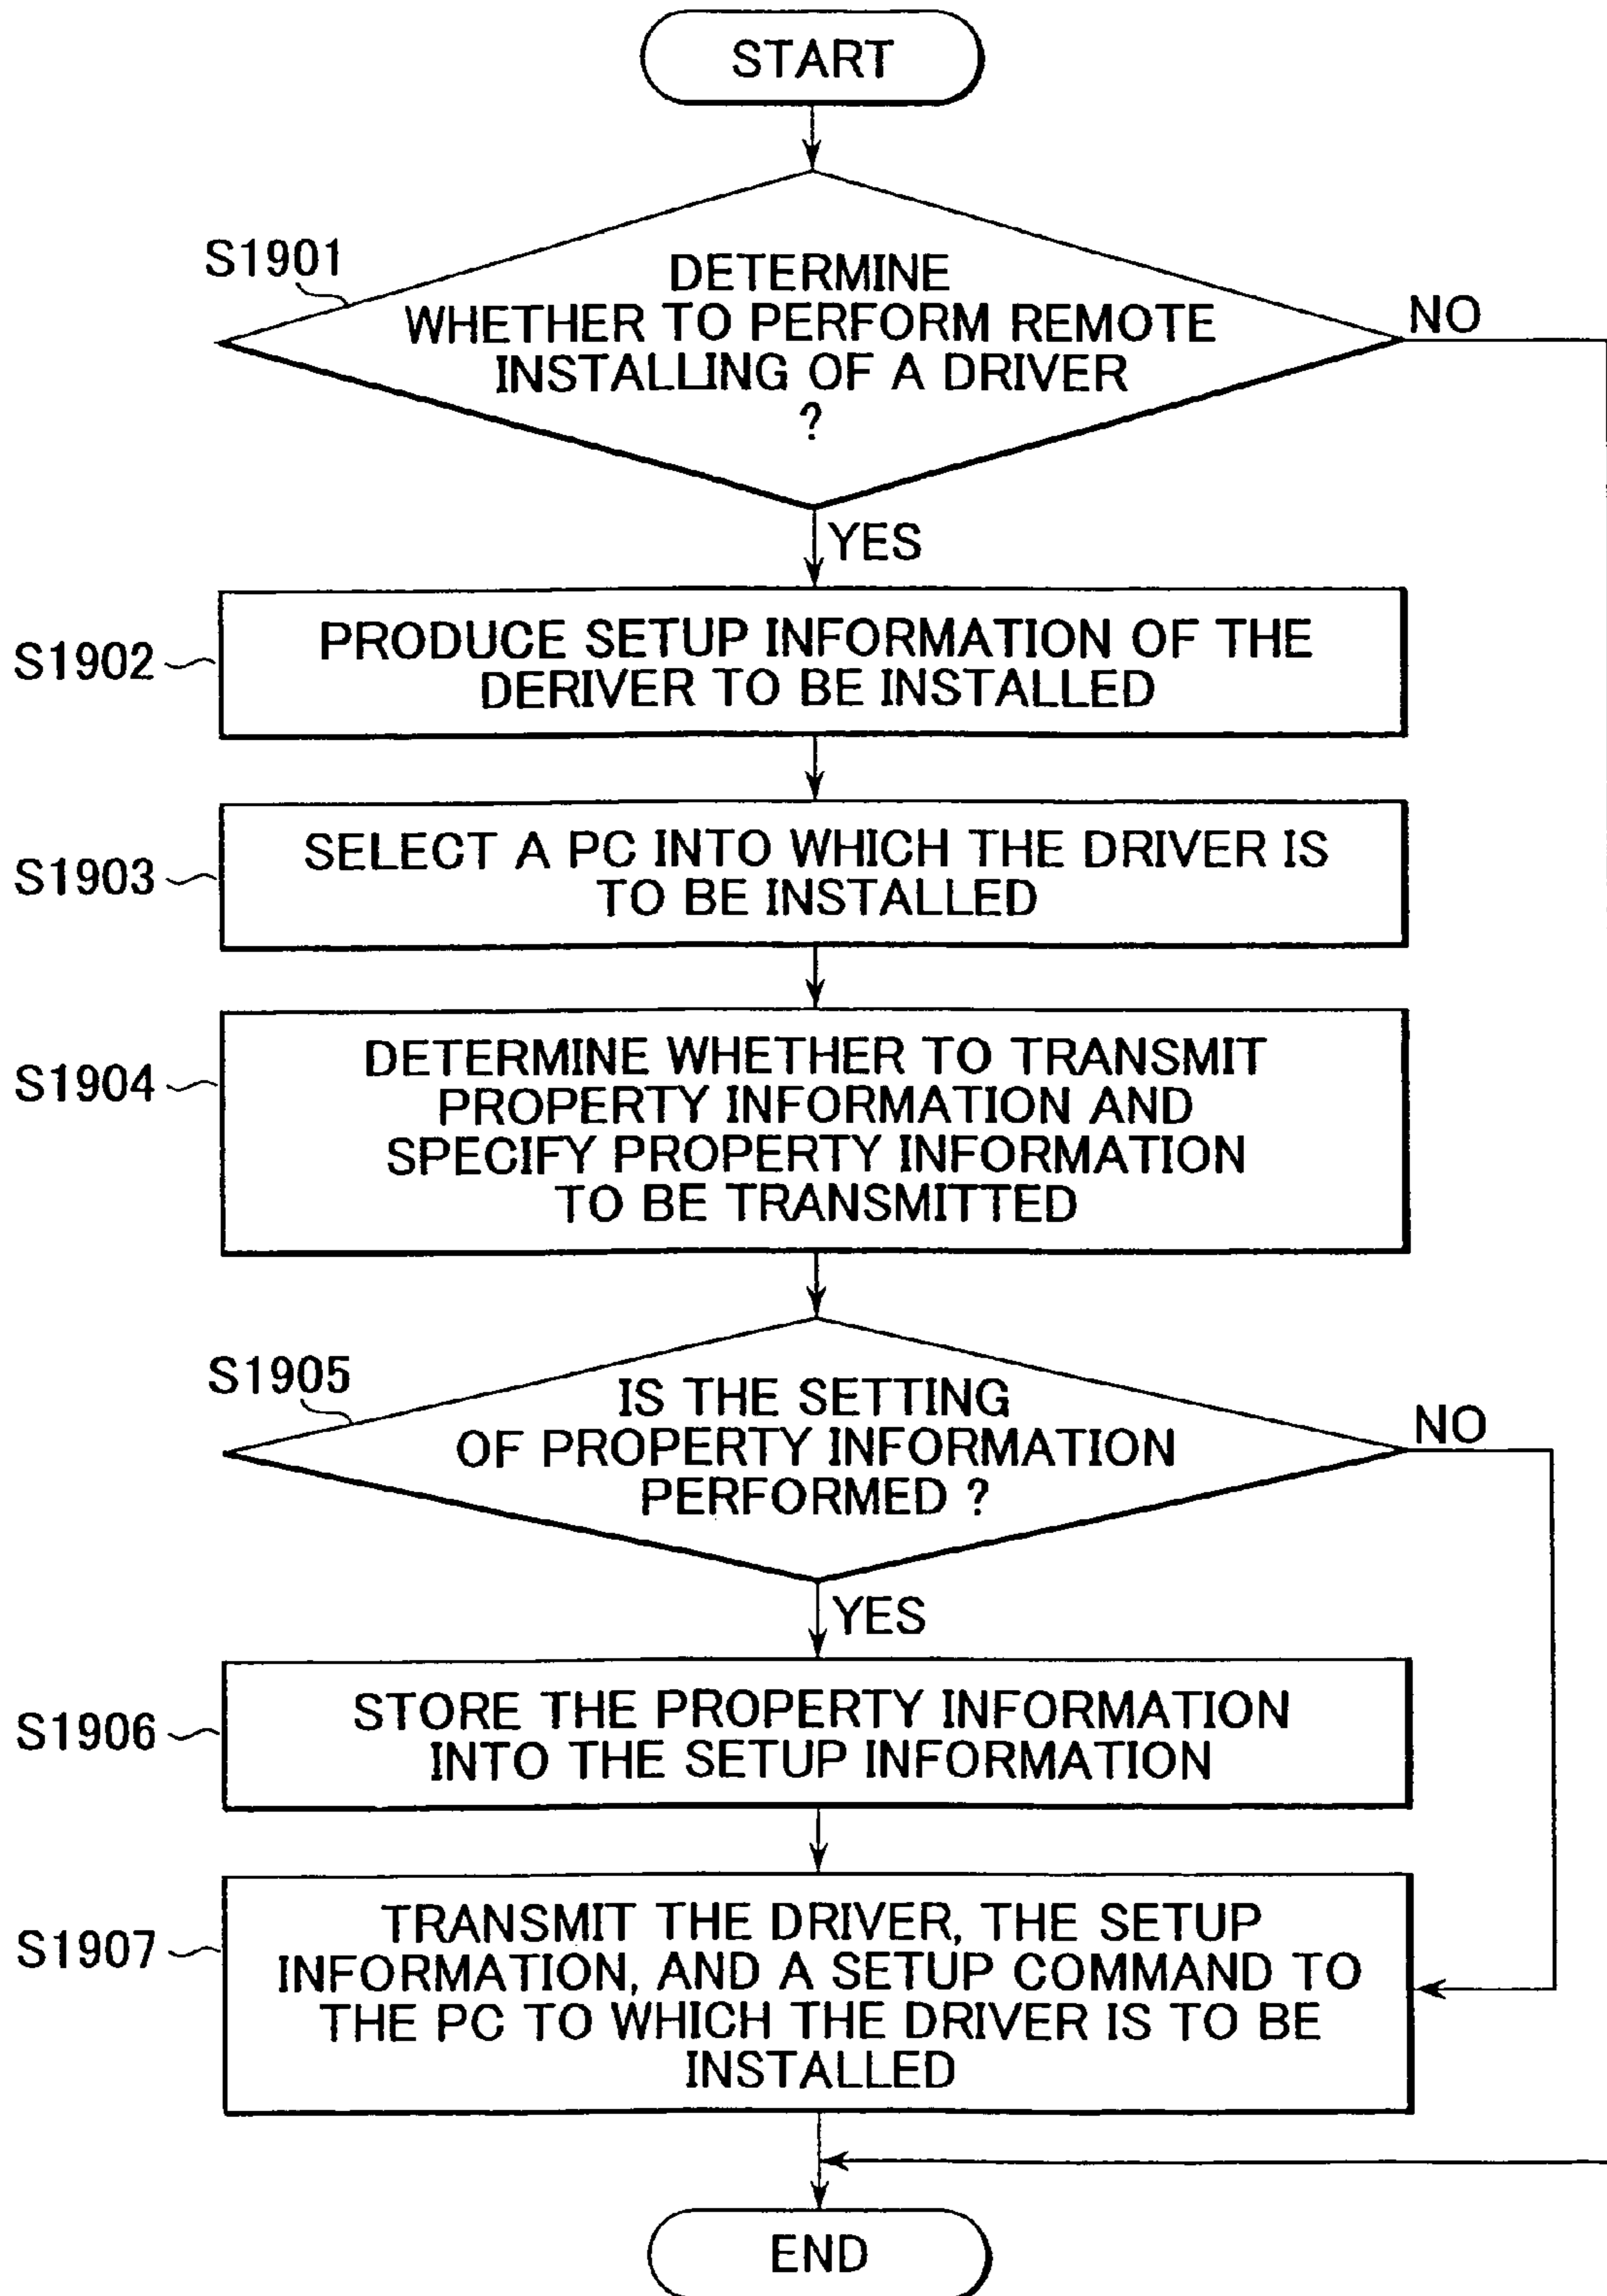 START
S1901
DETERMINE
WHETHER TO PERFORM REMOTE
INSTALLING OF A DRIVER
?
NO
YES
S1902
PRODUCE SETUP INFORMATION OF THE
DERIVER TO BE INSTALLED
S1903
SELECT A PC INTO WHICH THE DRIVER IS
TO BE INSTALLED
S1904
DETERMINE WHETHER TO TRANSMIT
PROPERTY INFORMATION AND
SPECIFY PROPERTY INFORMATION
TO BE TRANSMITTED
S1905
IS THE SETTING
OF PROPERTY INFORMATION
PERFORMED ?
NO
YES
S1906
STORE THE PROPERTY INFORMATION
INTO THE SETUP INFORMATION
S1907
TRANSMIT THE DRIVER, THE SETUP
INFORMATION, AND A SETUP COMMAND TO
THE PC TO WHICH THE DRIVER IS TO BE
INSTALLED
END